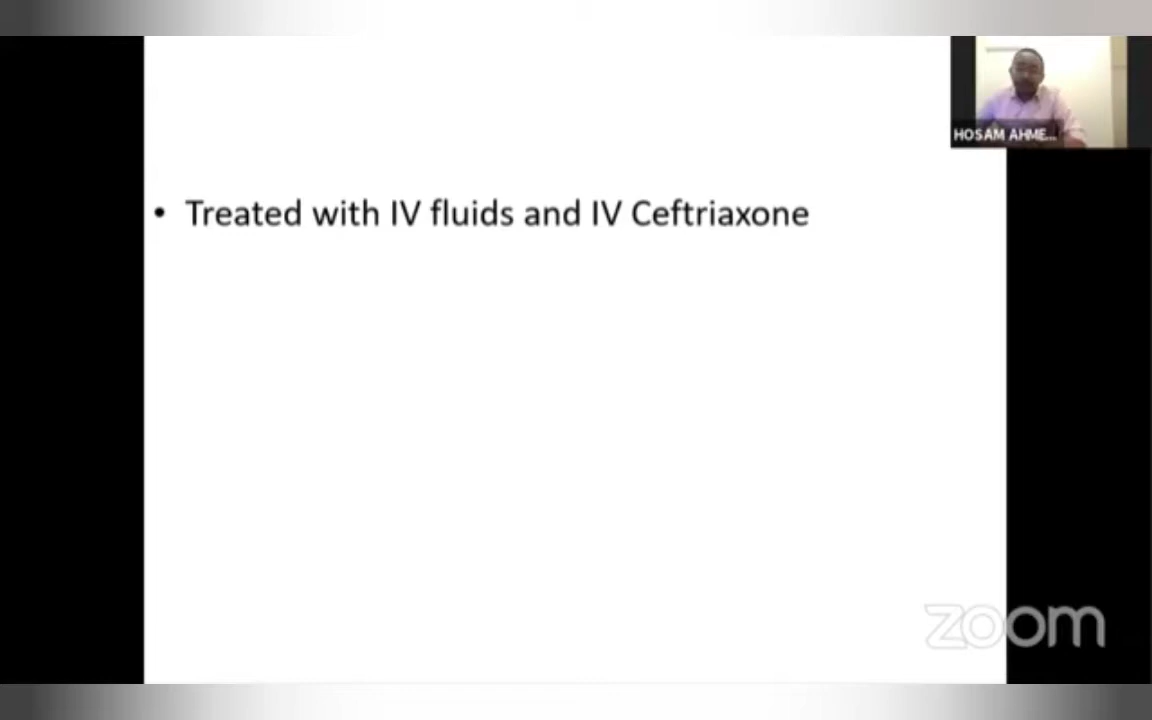 HOSAM AHME...
• Treated with IV fluids and IV Ceftriaxone
zoom